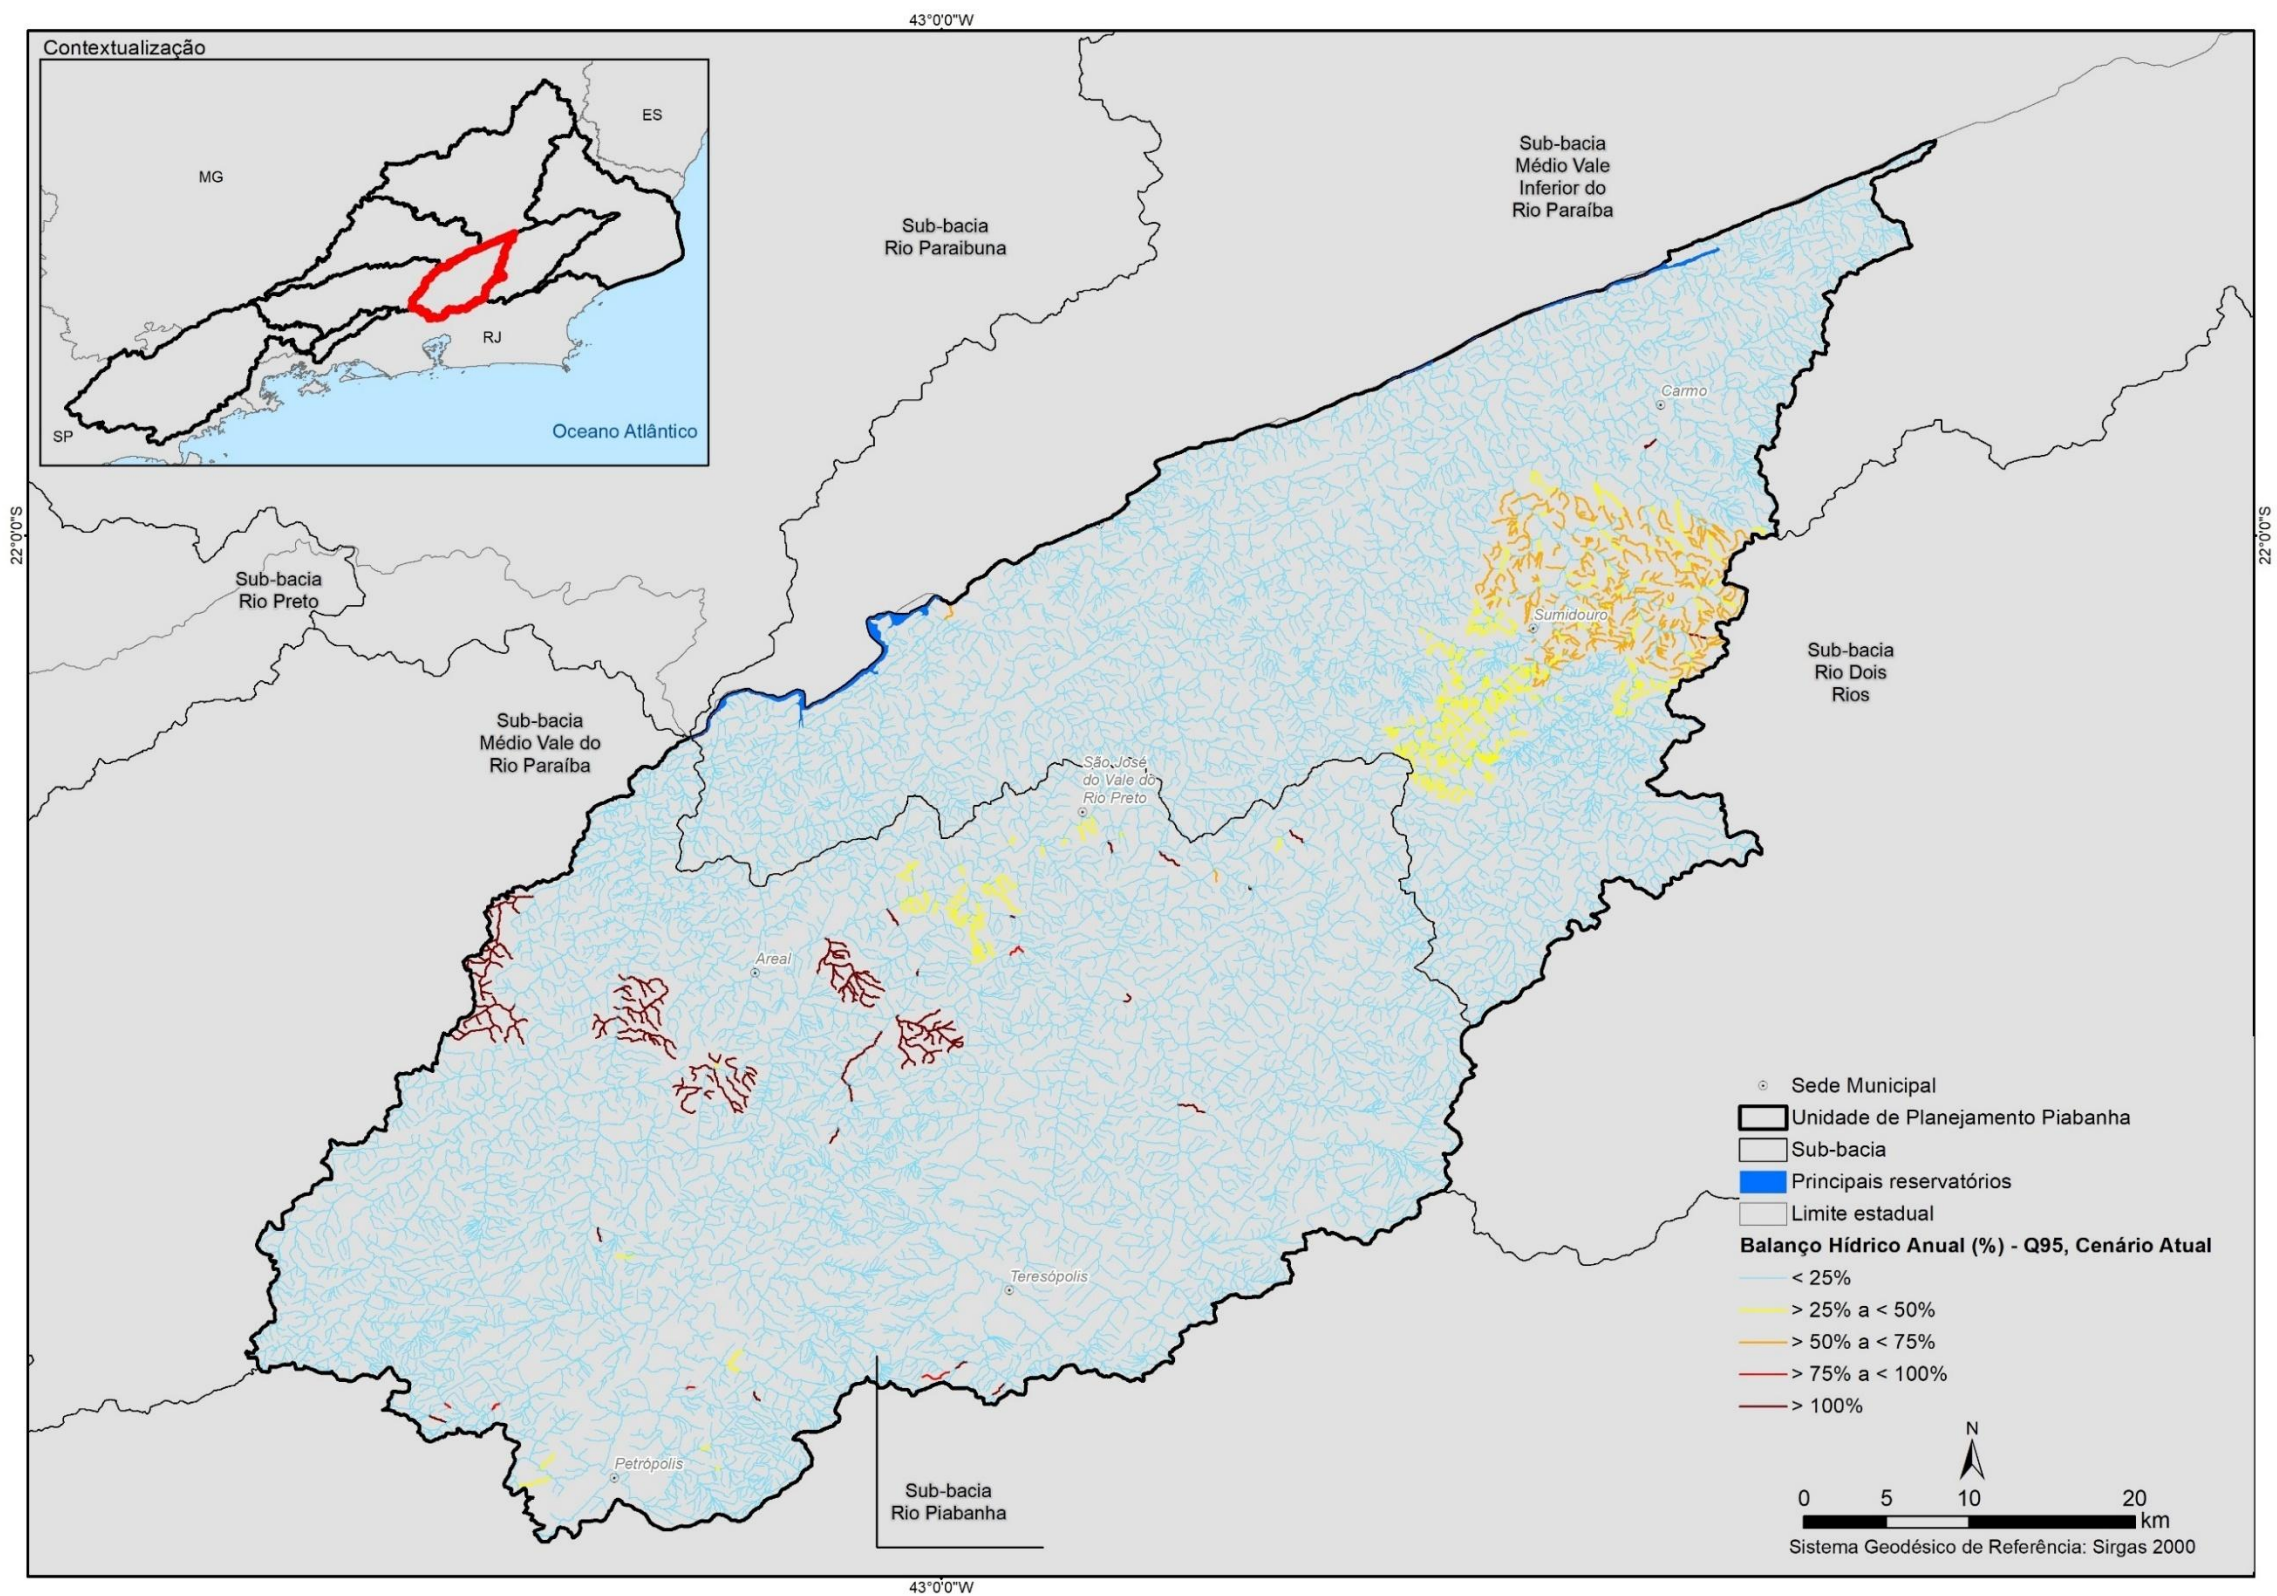 43°0'0"W
Contextualização
ES
MG
RJ
SP
Oceano Atlântico
Sub-bacia
Médio Vale
Inferior do
Rio Paraíba
Sub-bacia
Rio Paraibuna
Carmo
22°0'0"S
22°0'0"S
Sub-bacia
Rio Preto
Sumidouro
Sub-bacia
Rio Dois
Rios
Sub-bacia
Médio Vale do
Rio Paraíba
São José
do Vale do
Rio Preto
Areal
Teresópolis
Petrópolis
Sub-bacia
Rio Piabanha
Sede Municipal
Unidade de Planejamento Piabanha
Sub-bacia
Principais reservatórios
Limite estadual
Balanço Hídrico Anual (%) - Q95, Cenário Atual
< 25%
> 25% a < 50%
> 50% a < 75%
> 75% a < 100%
> 100%
N
0 5 10 20
km
Sistema Geodésico de Referência: Sirgas 2000
43°0'0"W